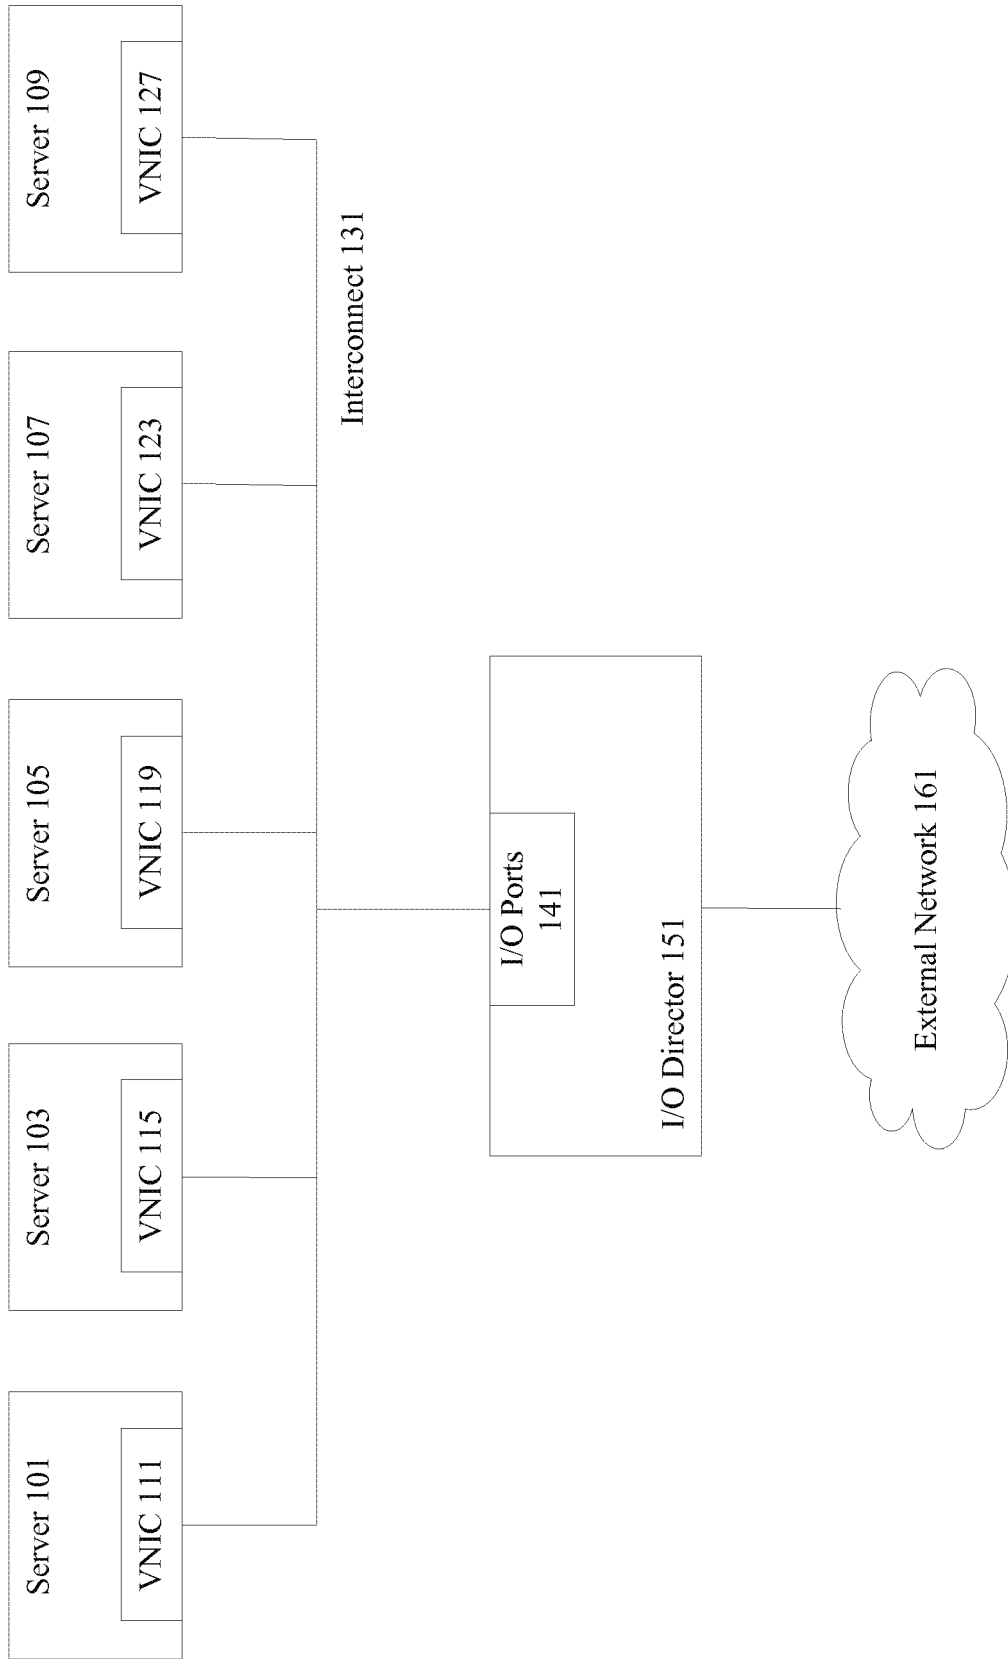 Server 101
VNIC 111
Server 103
VNIC 115
Server 105
VNIC 119
Server 107
VNIC 123
Server 109
VNIC 127
Interconnect 131
I/O Ports
141
I/O Director 151
External Network 161